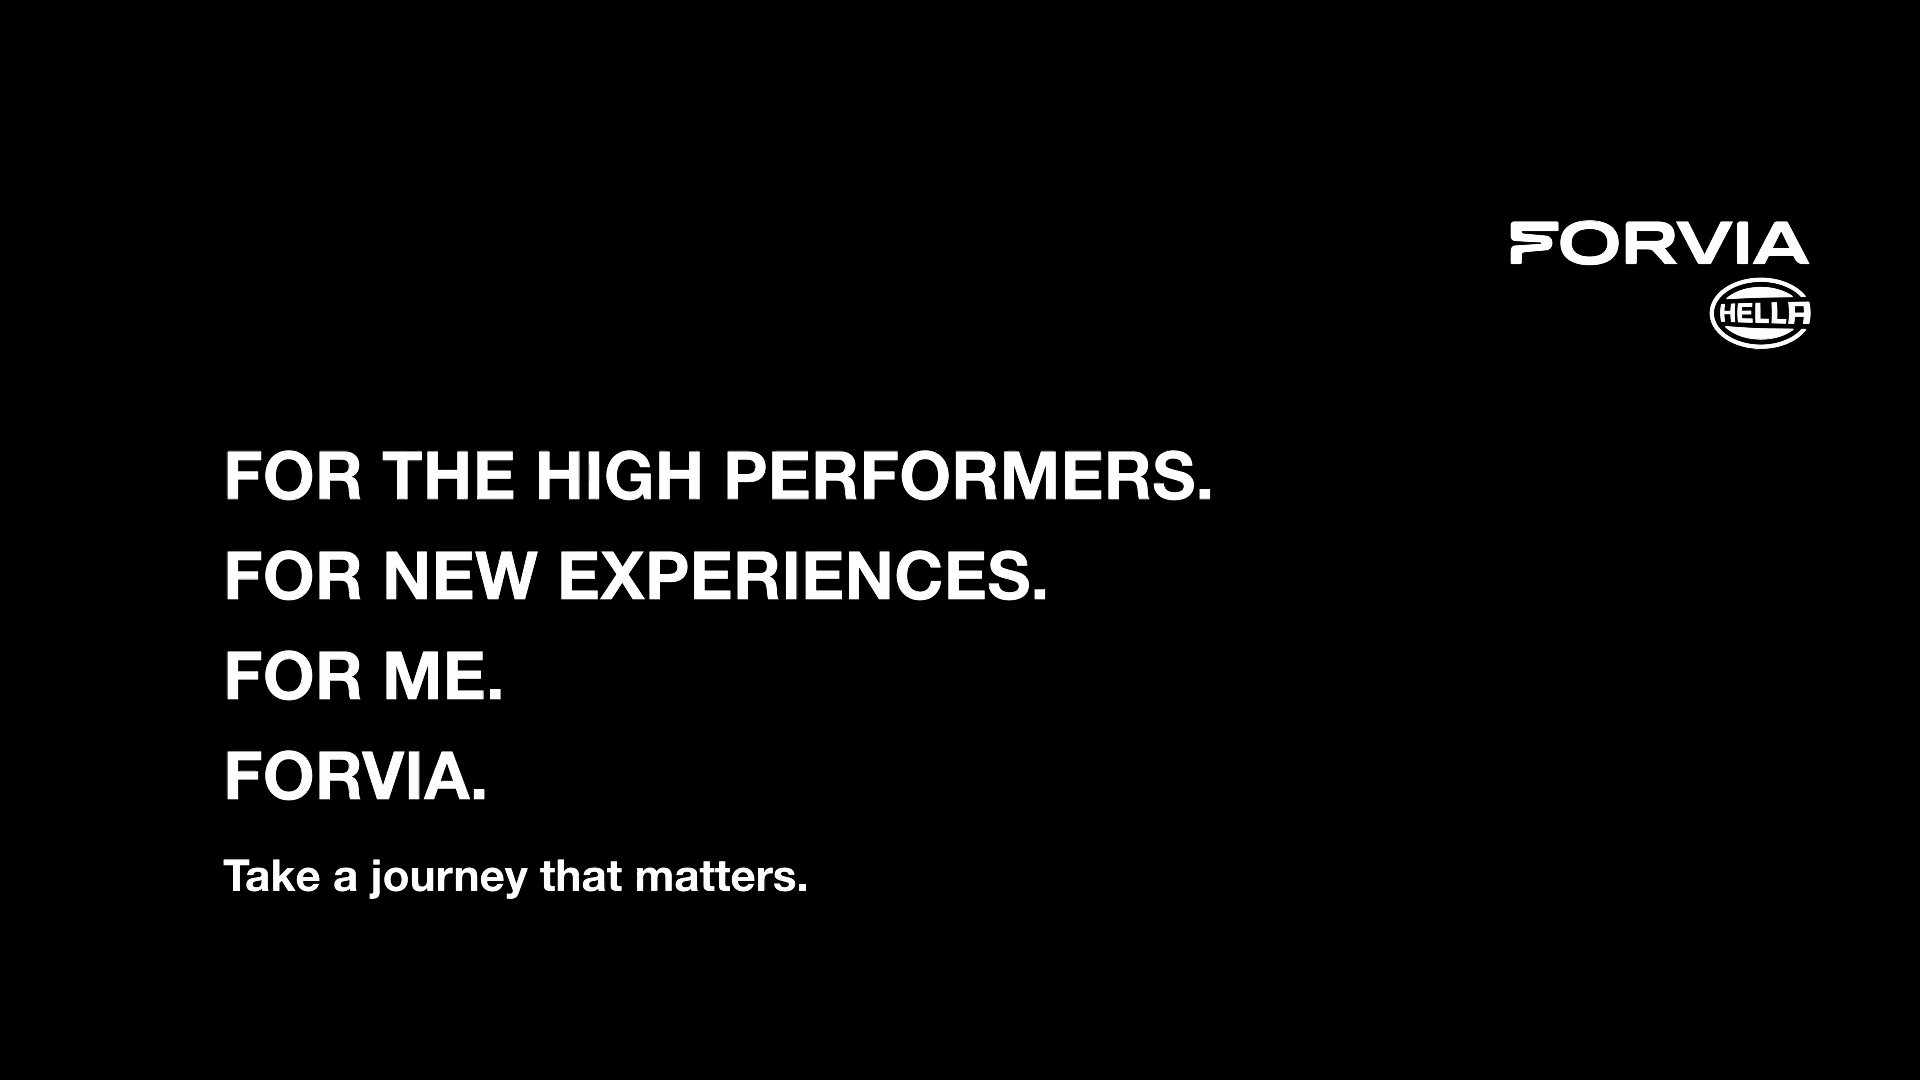 FORVIA
HELLA
FOR THE HIGH PERFORMERS.
FOR NEW EXPERIENCES.
FOR ME.
FORVIA.
Take a journey that matters.